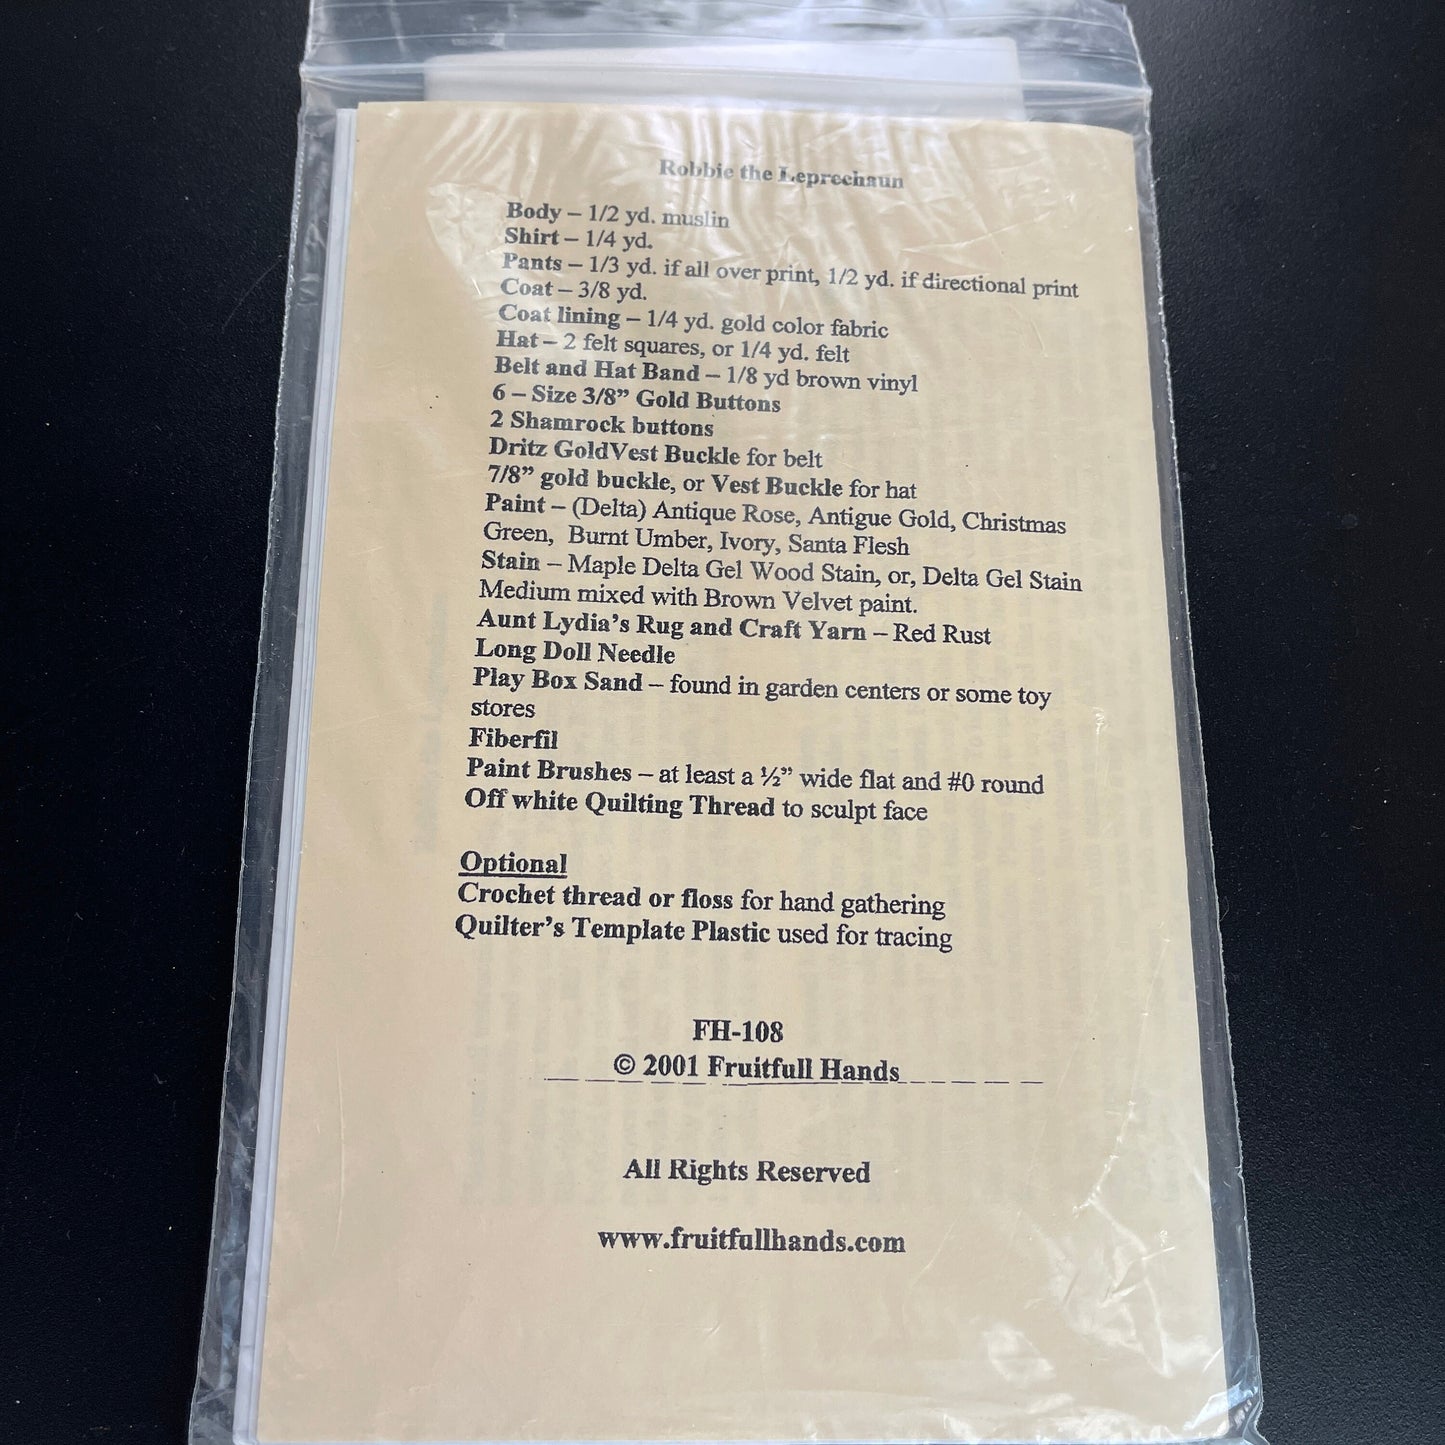 Robbie the Leprechaun
Body – 1/2 yd. muslin
Shirt – 1/4 yd.
Pants – 1/3 yd. if all over print, 1/2 yd. if directional print
Coat – 3/8 yd.
Coat lining – 1/4 yd. gold color fabric
Hat – 2 felt squares, or 1/4 yd. felt
Belt and Hat Band – 1/8 yd brown vinyl
6 – Size 3/8” Gold Buttons
2 Shamrock buttons
Dritz GoldVest Buckle for belt
7/8” gold buckle, or Vest Buckle for hat
Paint – (Delta) Antique Rose, Antigue Gold, Christmas
Green, Burnt Umber, Ivory, Santa Flesh
Stain – Maple Delta Gel Wood Stain, or, Delta Gel Stain
Medium mixed with Brown Velvet paint.
Aunt Lydia’s Rug and Craft Yarn – Red Rust
Long Doll Needle
Play Box Sand – found in garden centers or some toy
stores
Fiberfil
Paint Brushes – at least a ½” wide flat and #0 round
Off white Quilting Thread to sculpt face
Optional
Crochet thread or floss for hand gathering
Quilter’s Template Plastic used for tracing
FH-108
© 2001 Fruitfull Hands
All Rights Reserved
www.fruitfullhands.com